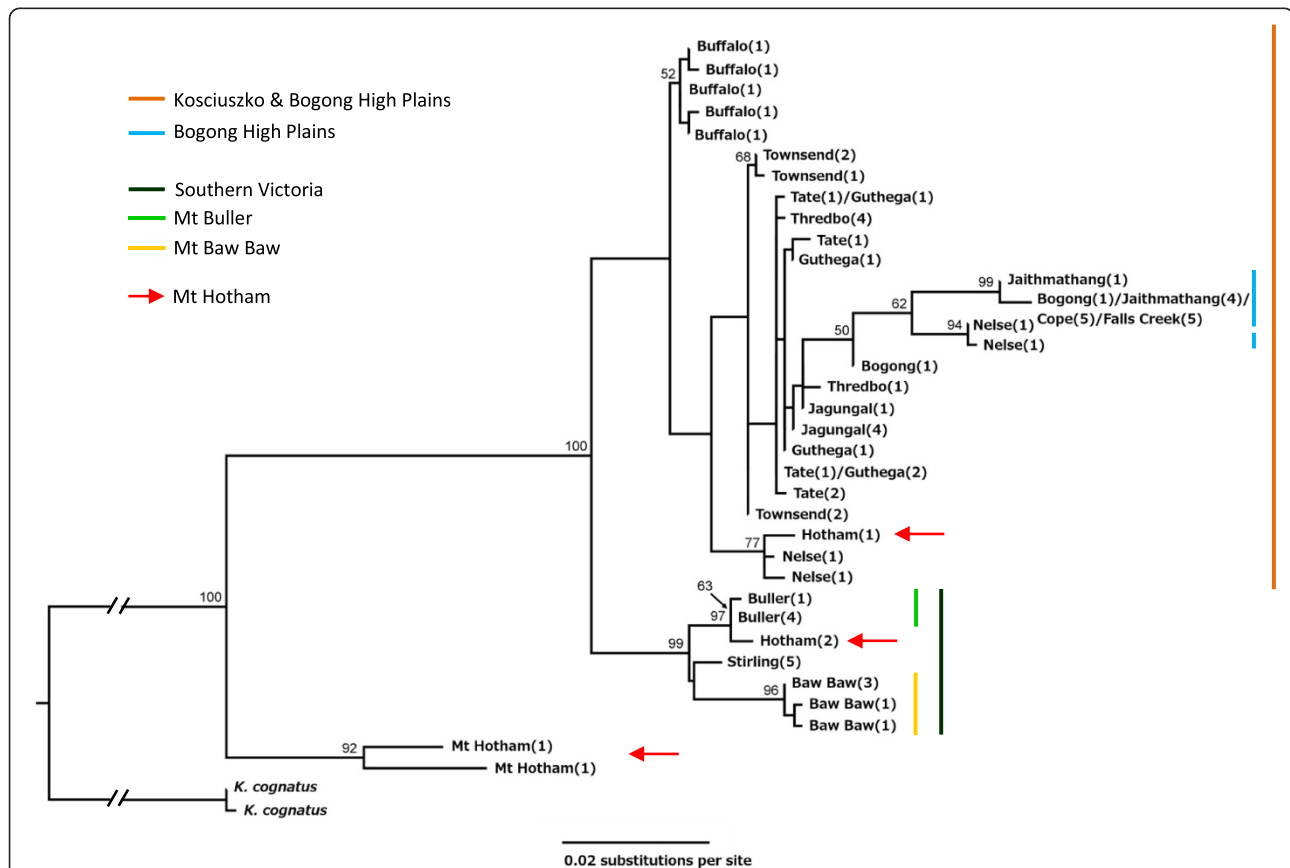 Kosciuszko & Bogong High Plains
Bogong High Plains
Southern Victoria
Mt Buller
Mt Baw Baw
Mt Hotham
Buffalo(1)
52
Buffalo(1)
Buffalo(1)
Buffalo(1)
Buffalo(1)
68
Townsend(2)
Townsend(1)
Tate(1)/Guthega(1)
Thredbo(4)
Tate(1)
Guthega(1)
99
Jaithmathang(1)
62
Bogong(1)/Jaithmathang(4)/
Cope(5)/Falls Creek(5)
94
Nelse(1)
50
Nelse(1)
Bogong(1)
Thredbo(1)
Jagungal(1)
Jagungal(4)
100
Guthega(1)
Tate(1)/Guthega(2)
Tate(2)
Townsend(2)
Hotham(1)
77
Nelse(1)
Nelse(1)
63
100
Buller(1)
97
Buller(4)
99
Hotham(2)
Stirling(5)
96
Baw Baw(3)
Baw Baw(1)
Baw Baw(1)
92
Mt Hotham(1)
Mt Hotham(1)
K. cognatus
K. cognatus
0.02 substitutions per site